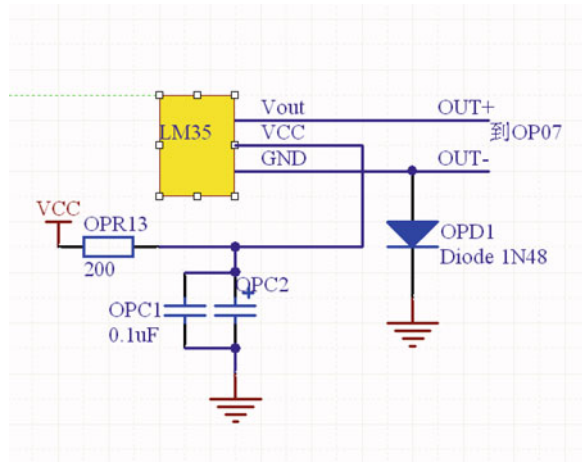 Vout OUT+
LM35 VCC 到OP07
GND OUT-
VCC
OPR13
200
OPD1
Diode 1N48
OPC2
OPC1
0.1uF